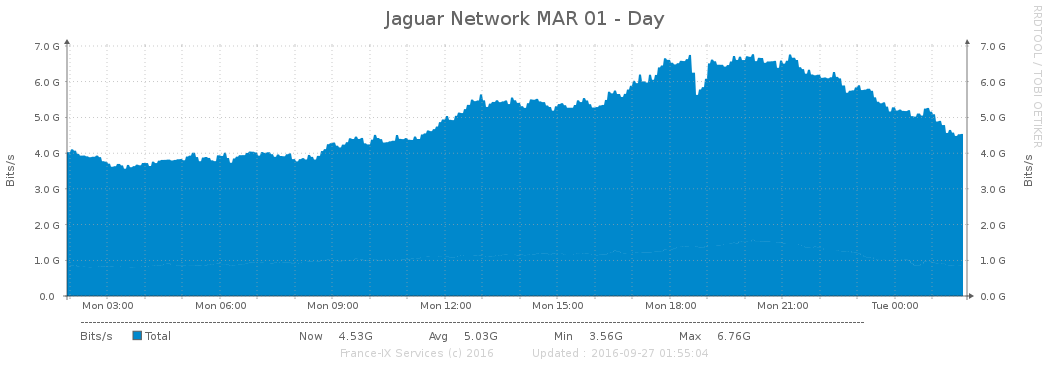 Jaguar Network MAR 01 - Day
RRDTOOL / TOBI OETIKER
Bits/s
7.0 G
6.0 G
5.0 G
4.0 G
3.0 G
2.0 G
1.0 G
0.0
7.0 G
6.0 G
5.0 G
4.0 G
3.0 G
2.0 G
1.0 G
0.0 G
Bits/s
Mon 03:00 Mon 06:00 Mon 09:00 Mon 12:00 Mon 15:00 Mon 18:00 Mon 21:00 Tue 00:00
Bits/s Total Now 4.53G Avg 5.03G Min 3.56G Max 6.76G
France-IX Services (c) 2016 Updated : 2016-09-27 01:55:04